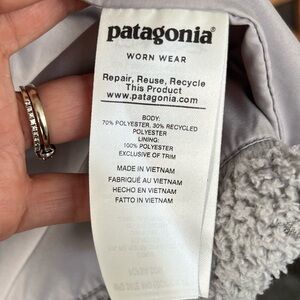 patagonia®
WORN WEAR
Repair, Reuse, Recycle
This Product
www.patagonia.com
BODY:
70% POLYESTER, 30% RECYCLED
POLYESTER
LINING:
100% POLYESTER
EXCLUSIVE OF TRIM
MADE IN VIETNAM
FABRIQUÉ AU VIETNAM
HECHO EN VIETNAM
FATTO IN VIETNAM